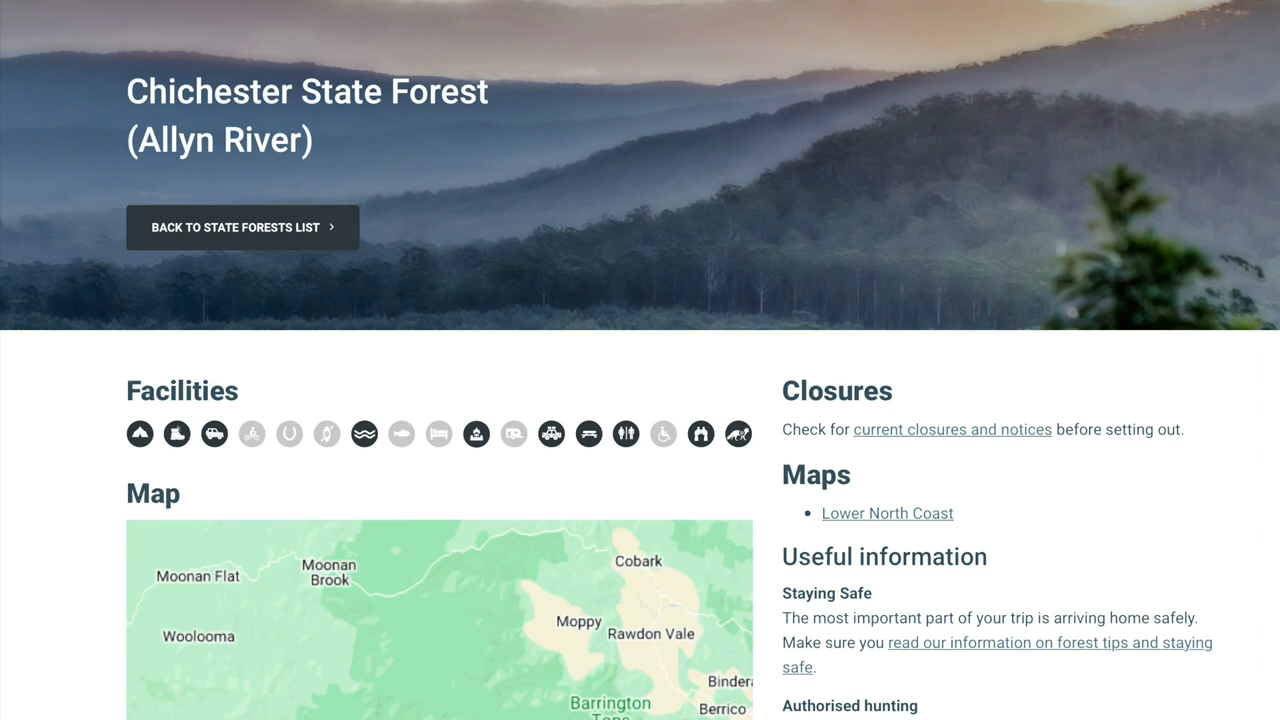 Chichester State Forest
(Allyn River)
BACK TO STATE FORESTS LIST
Facilities
Map
Moonan Flat
Moonan
Brook
Woolooma
Cobark
Moppy
Rawdon Vale
Bindera
Berrico
Barrington
Tops
Closures
Check for current closures and notices before setting out.
Maps
Lower North Coast
Useful information
Staying Safe
The most important part of your trip is arriving home safely.
Make sure you read our information on forest tips and staying
safe.
Authorised hunting